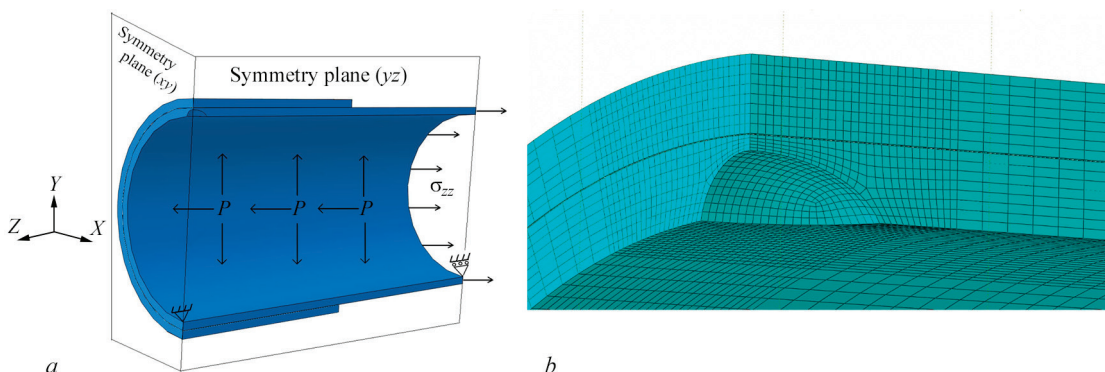 Symmetry
plane (xy)
Symmetry plane (yz)
P P P
σzz
Y
Z X
a
b